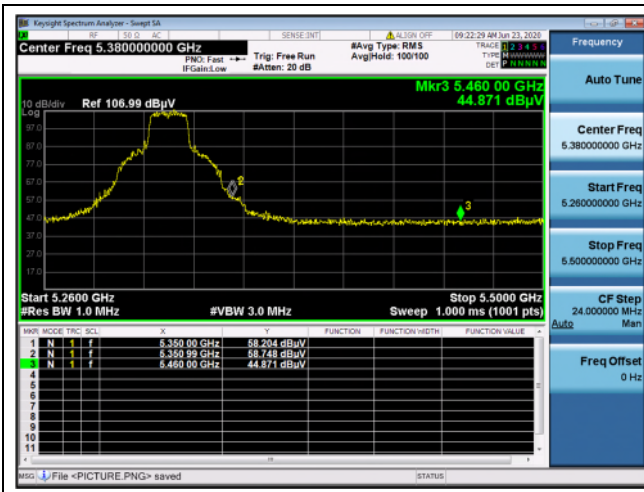 Keysight Spectrum Analyzer - Swept SA
RF 50 Ω AC SENSE:INT ALIGN OFF 09:22:29 AM Jun 23, 2020
Center Freq 5.380000000 GHz
PNO: Fast
IFGain:Low
Trig: Free Run
#Atten: 20 dB
#Avg Type: RMS
Avg|Hold: 100/100
TRACE 1 2 3 4 5 6
TYPE M W W W W W
DET P N N N N N
Mkr3 5.460 00 GHz
44.871 dBµV
10 dB/div Ref 106.99 dBµV
Log
97.0
87.0
77.0
67.0
57.0
47.0
37.0
27.0
17.0
2
3
Start 5.2600 GHz Stop 5.5000 GHz
#Res BW 1.0 MHz #VBW 3.0 MHz Sweep 1.000 ms (1001 pts)
MKR MODE TRC SCL X Y FUNCTION FUNCTION WIDTH FUNCTION VALUE
1 N 1 f 5.350 00 GHz 58.204 dBµV
2 N 1 f 5.350 99 GHz 58.748 dBµV
3 N 1 f 5.460 00 GHz 44.871 dBµV
4
5
6
7
8
9
10
11
MSG File <PICTURE.PNG> saved STATUS
Frequency
Auto Tune
Center Freq
5.380000000 GHz
Start Freq
5.260000000 GHz
Stop Freq
5.500000000 GHz
CF Step
24.000000 MHz
Auto Man
Freq Offset
0 Hz